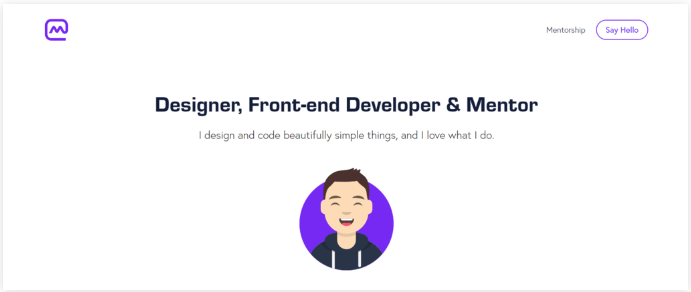 Mentorship
Say Hello
Designer, Front-end Developer & Mentor
I design and code beautifully simple things, and I love what I do.